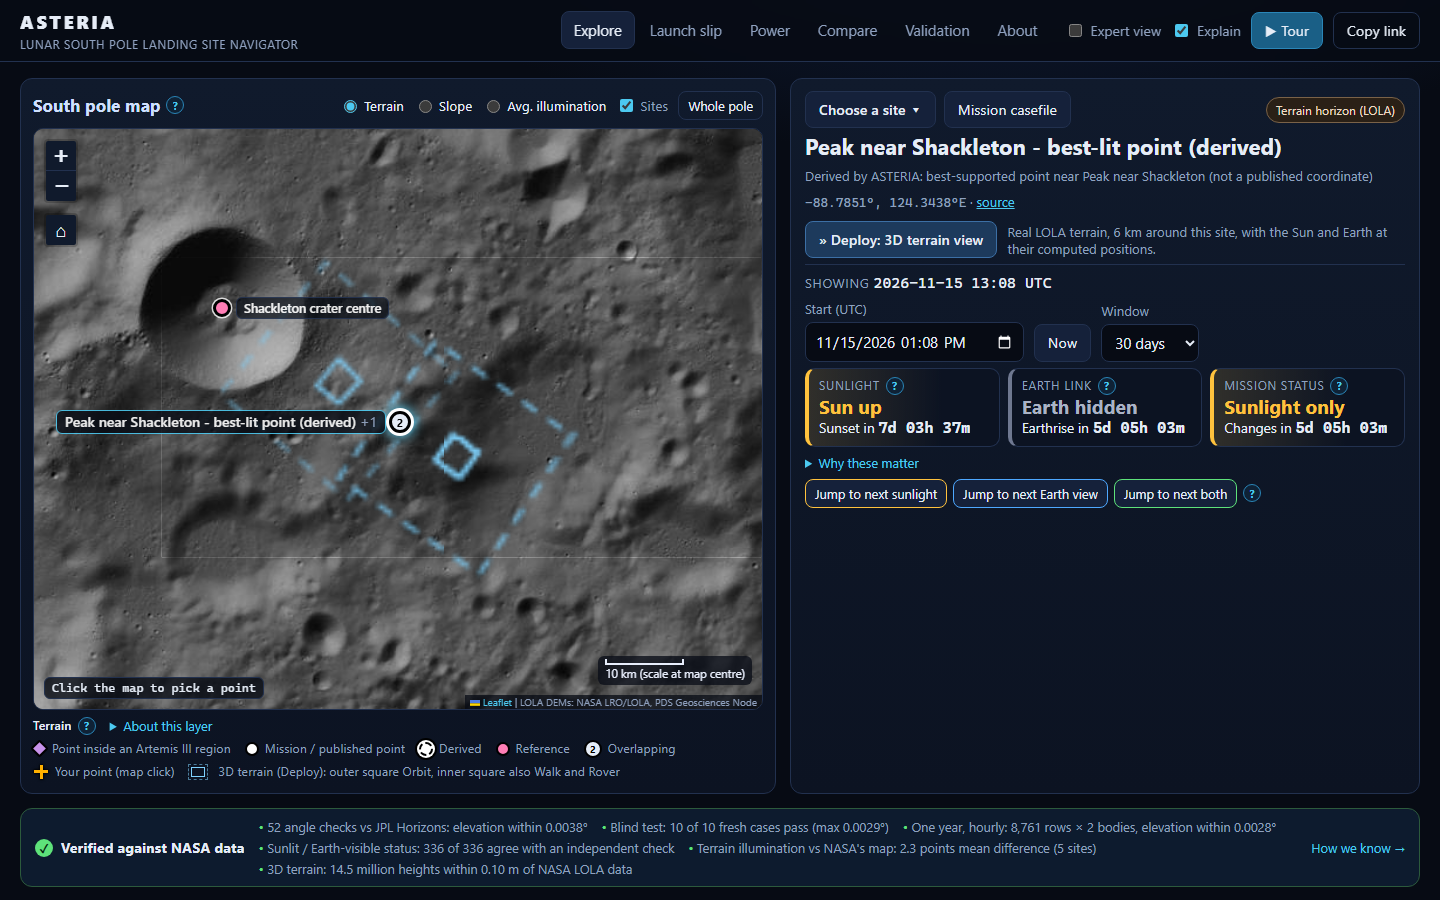 ASTERIA
LUNAR SOUTH POLE LANDING SITE NAVIGATOR
Explore Launch slip Power Compare Validation About Expert view Explain ▶ Tour Copy link
South pole map ? Terrain Slope Avg. illumination Sites Whole pole
+
−
⌂
Shackleton crater centre
Peak near Shackleton - best-lit point (derived) +1 2
10 km (scale at map centre)
Click the map to pick a point
Leaflet | LOLA DEMs: NASA LRO/LOLA, PDS Geosciences Node
Terrain ? ▶ About this layer
Point inside an Artemis III region Mission / published point Derived Reference 2 Overlapping
Your point (map click) 3D terrain (Deploy): outer square Orbit, inner square also Walk and Rover
Choose a site ▾ Mission casefile Terrain horizon (LOLA)
Peak near Shackleton - best-lit point (derived)
Derived by ASTERIA: best-supported point near Peak near Shackleton (not a published coordinate)
−88.7851°, 124.3438°E · source
» Deploy: 3D terrain view Real LOLA terrain, 6 km around this site, with the Sun and Earth at
their computed positions.
SHOWING 2026-11-15 13:08 UTC
Start (UTC) Window
11/15/2026 01:08 PM Now 30 days
SUNLIGHT ? EARTH LINK ? MISSION STATUS ?
Sun up Earth hidden Sunlight only
Sunset in 7d 03h 37m Earthrise in 5d 05h 03m Changes in 5d 05h 03m
▶ Why these matter
Jump to next sunlight Jump to next Earth view Jump to next both ?
✓ Verified against NASA data
• 52 angle checks vs JPL Horizons: elevation within 0.0038° • Blind test: 10 of 10 fresh cases pass (max 0.0029°) • One year, hourly: 8,761 rows × 2 bodies, elevation within 0.0028°
• Sunlit / Earth-visible status: 336 of 336 agree with an independent check • Terrain illumination vs NASA's map: 2.3 points mean difference (5 sites)
• 3D terrain: 14.5 million heights within 0.10 m of NASA LOLA data
How we know →